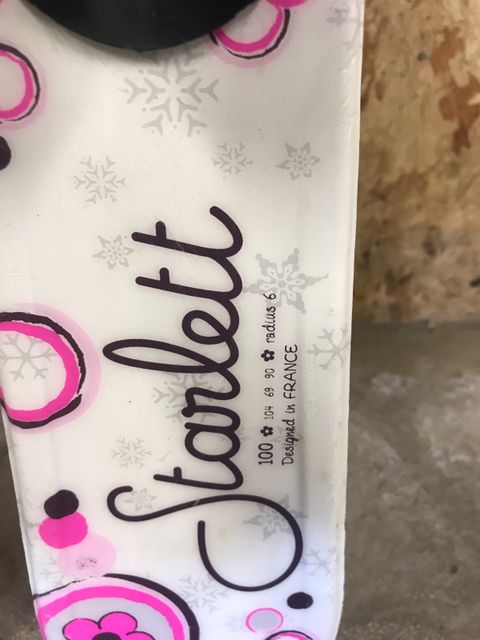 Starlett
100 104 69 90 radius 6
Designed in FRANCE